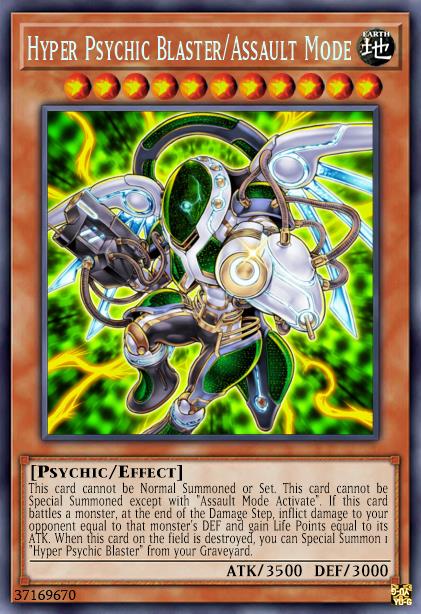 Hyper Psychic Blaster/Assault Mode
EARTH
地
[Psychic/Effect]
This card cannot be Normal Summoned or Set. This card cannot be
Special Summoned except with "Assault Mode Activate". If this card
battles a monster, at the end of the Damage Step, inflict damage to your
opponent equal to that monster's DEF and gain Life Points equal to its
ATK. When this card on the field is destroyed, you can Special Summon 1
"Hyper Psychic Blaster" from your Graveyard.
ATK/3500 DEF/3000
37169670